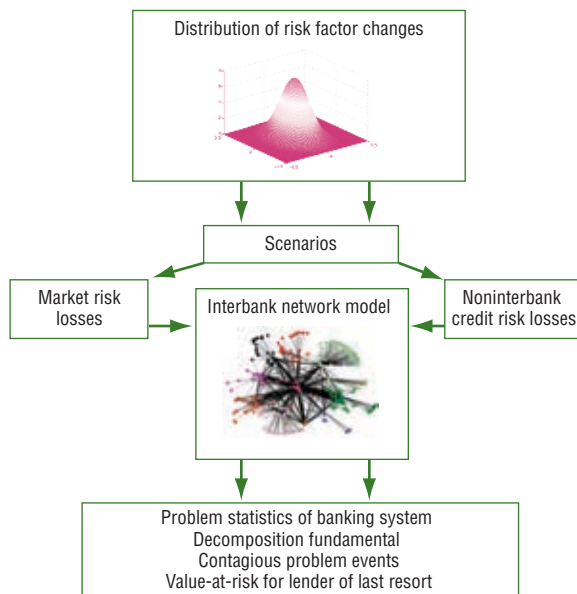 Distribution of risk factor changes
Scenarios
Market risk
losses
Interbank network model
Noninterbank
credit risk losses
Problem statistics of banking system
Decomposition fundamental
Contagious problem events
Value-at-risk for lender of last resort